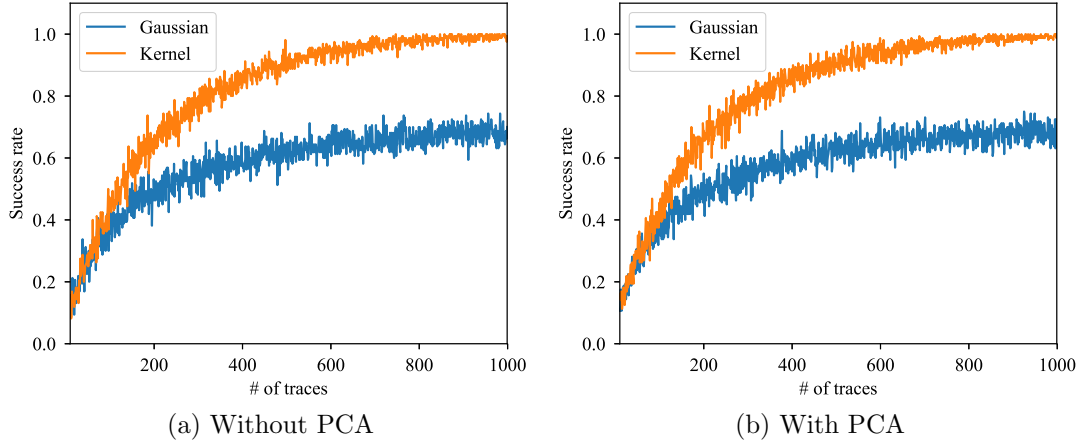 Gaussian
Kernel
Success rate
1.0
0.8
0.6
0.4
0.2
0.0
200 400 600 800 1000
# of traces
(a) Without PCA
Gaussian
Kernel
Success rate
1.0
0.8
0.6
0.4
0.2
0.0
200 400 600 800 1000
# of traces
(b) With PCA